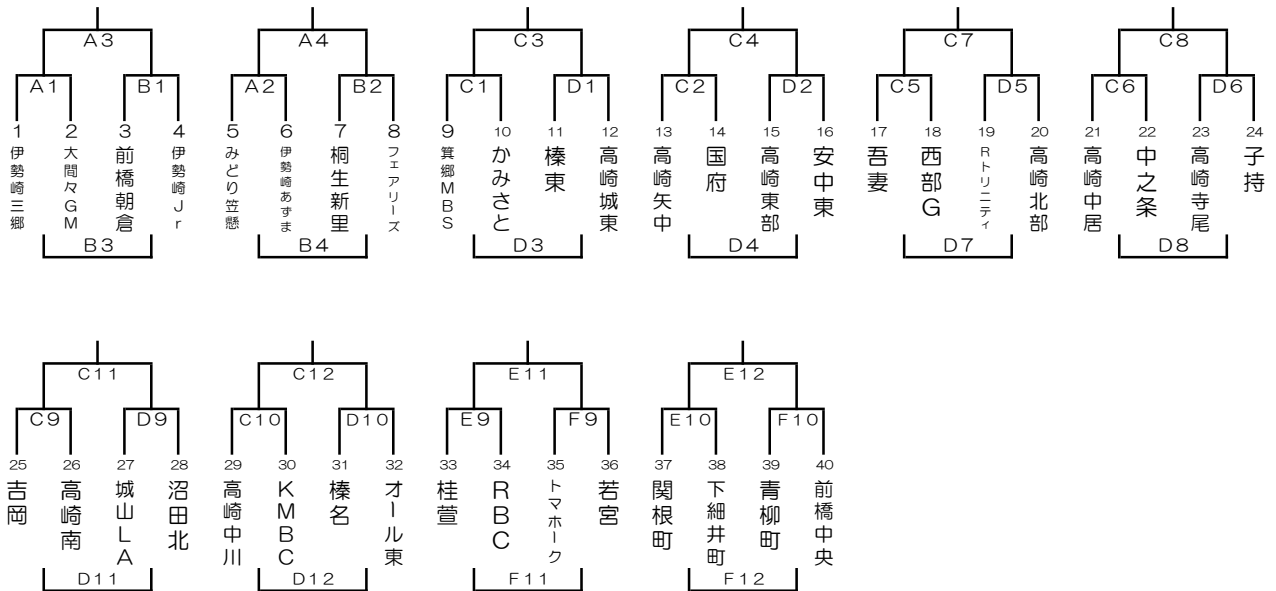 A3 A4 C3 C4 C7 C8
A1 B1 A2 B2 C1 D1 C2 D2 C5 D5 C6 D6
1 2 3 4 5 6 7 8 9 10 11 12 13 14 15 16 17 18 19 20 21 22 23 24
伊勢崎三郷
大間々GM
前橋朝倉
伊勢崎Jr
みどり笠懸
伊勢崎あずま
桐生新里
フェアリーズ
箕郷MBS
かみさと
榛東
高崎城東
高崎矢中
国府
高崎東部
安中東
吾妻
西部G
Rトリニティ
高崎北部
高崎中居
中之条
高崎寺尾
子持
B3 B4 D3 D4 D7 D8
C11 C12 E11 E12
C9 D9 C10 D10 E9 F9 E10 F10
25 26 27 28 29 30 31 32 33 34 35 36 37 38 39 40
吉岡
高崎南
城山LA
沼田北
高崎中川
KMBC
榛名
オール東
桂萱
RBC
トマホーク
若宮
関根町
下細井町
青柳町
前橋中央
D11 D12 F11 F12